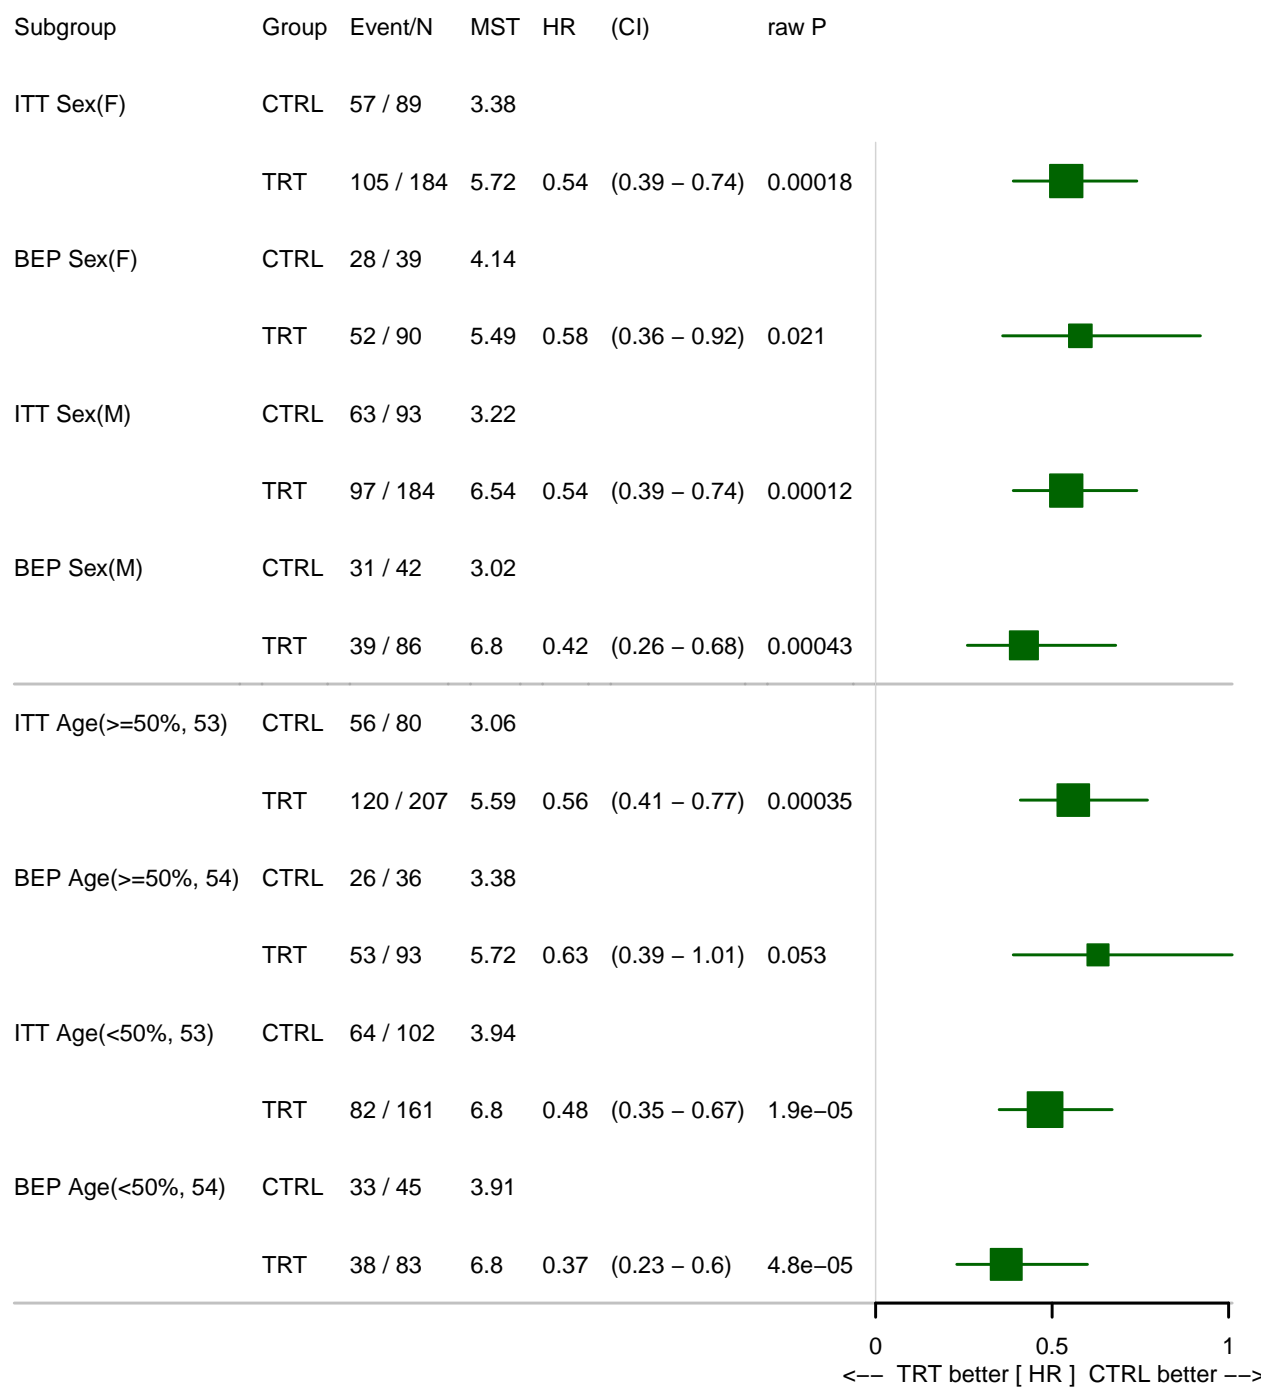 Subgroup Group Event/N MST HR (CI) raw P
ITT Sex(F) CTRL 57 / 89 3.38
TRT 105 / 184 5.72 0.54 (0.39 − 0.74) 0.00018
BEP Sex(F) CTRL 28 / 39 4.14
TRT 52 / 90 5.49 0.58 (0.36 − 0.92) 0.021
ITT Sex(M) CTRL 63 / 93 3.22
TRT 97 / 184 6.54 0.54 (0.39 − 0.74) 0.00012
BEP Sex(M) CTRL 31 / 42 3.02
TRT 39 / 86 6.8 0.42 (0.26 − 0.68) 0.00043
ITT Age(>=50%, 53) CTRL 56 / 80 3.06
TRT 120 / 207 5.59 0.56 (0.41 − 0.77) 0.00035
BEP Age(>=50%, 54) CTRL 26 / 36 3.38
TRT 53 / 93 5.72 0.63 (0.39 − 1.01) 0.053
ITT Age(<50%, 53) CTRL 64 / 102 3.94
TRT 82 / 161 6.8 0.48 (0.35 − 0.67) 1.9e−05
BEP Age(<50%, 54) CTRL 33 / 45 3.91
TRT 38 / 83 6.8 0.37 (0.23 − 0.6) 4.8e−05
0 0.5 1
<−− TRT better [ HR ] CTRL better −−>